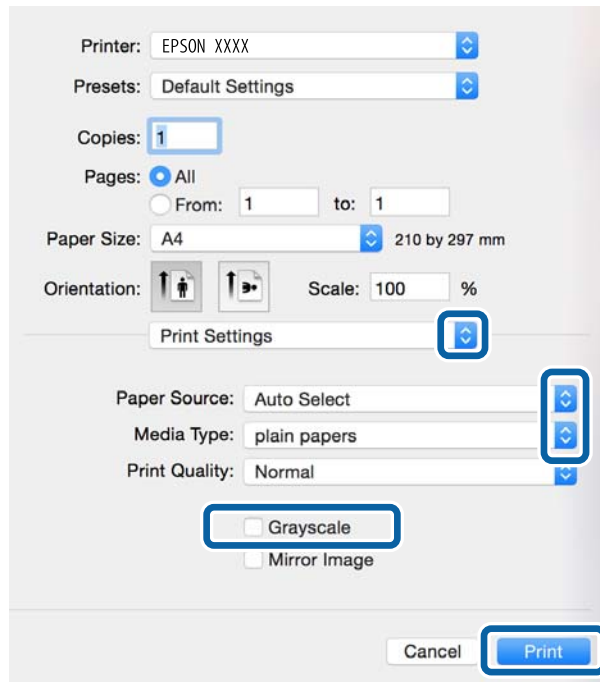 Printer: EPSON XXXX
Presets: Default Settings
Copies: 1
Pages: All
From: 1 to: 1
Paper Size: A4 210 by 297 mm
Orientation: Scale: 100 %
Print Settings
Paper Source: Auto Select
Media Type: plain papers
Print Quality: Normal
Grayscale
Mirror Image
Cancel Print